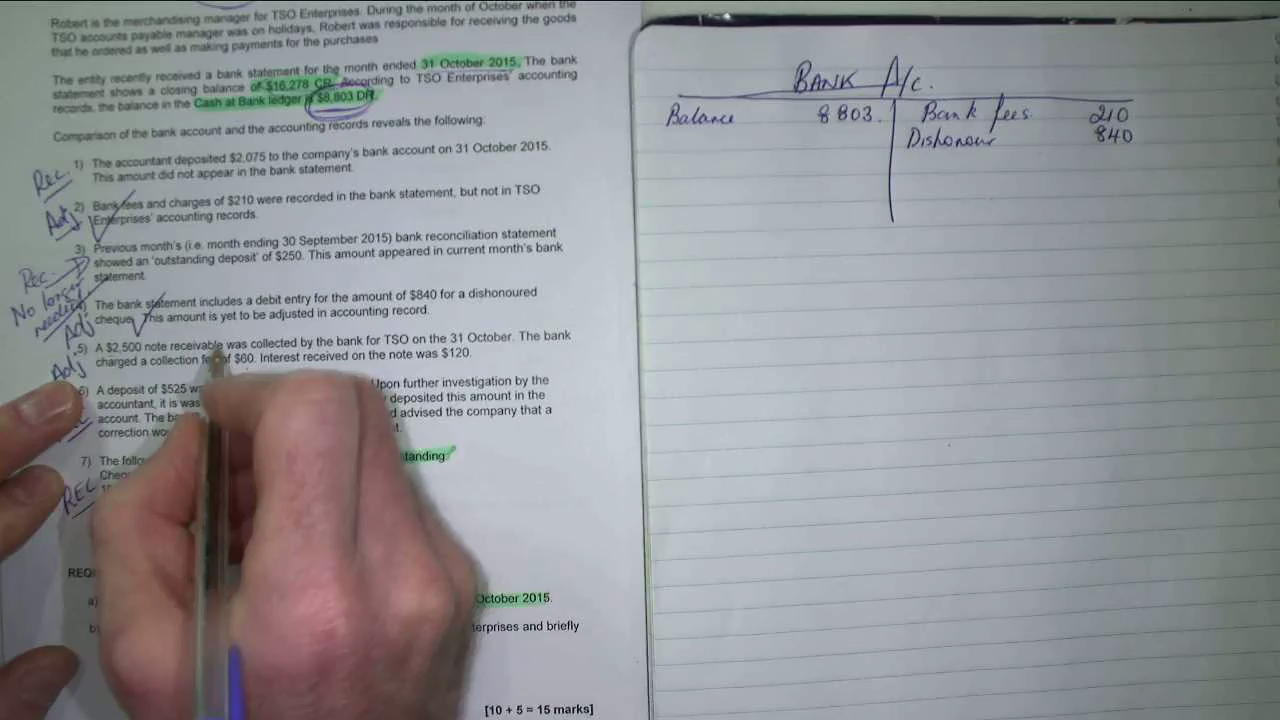 Robert is the merchandising manager for TSO Enterprises. During the month of October when the
TSO accounts payable manager was on holidays, Robert was responsible for receiving the goods
that he ordered as well as making payments for the purchases
The entity recently received a bank statement for the month ended 31 October 2015. The bank
statement shows a closing balance of $16,278 CR. According to TSO Enterprises' accounting
records, the balance in the Cash at Bank ledger is $8,803 DR.
Comparison of the bank account and the accounting records reveals the following:
Rec. 1) The accountant deposited $2,075 to the company's bank account on 31 October 2015.
This amount did not appear in the bank statement.
Adj 2) Bank fees and charges of $210 were recorded in the bank statement, but not in TSO
Enterprises' accounting records.
Rec. 3) Previous month's (i.e. month ending 30 September 2015) bank reconciliation statement
showed an 'outstanding deposit' of $250. This amount appeared in current month's bank
statement.
No longer needed
Adj The bank statement includes a debit entry for the amount of $840 for a dishonoured
cheque. This amount is yet to be adjusted in accounting record.
Adj 5) A $2,500 note receivable was collected by the bank for TSO on the 31 October. The bank
charged a collection fee of $60. Interest received on the note was $120.
6) A deposit of $525 Upon further investigation by the
accountant, it is was deposited this amount in the
account. The advised the company that a
correction
7) The standing:
REC
a) October 2015.
b) and briefly
[10 + 5 = 15 marks]
BANK A/c.
Balance 8803. Bank fees. 210
Dishonour 840